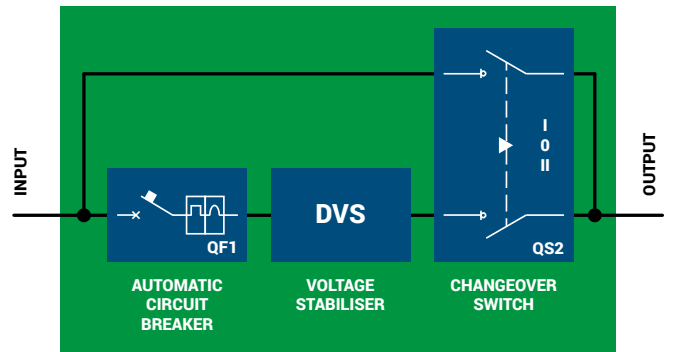 INPUT
QF1
DVS
I
0
II
QS2
OUTPUT
AUTOMATIC
CIRCUIT
BREAKER
VOLTAGE
STABILISER
CHANGEOVER
SWITCH